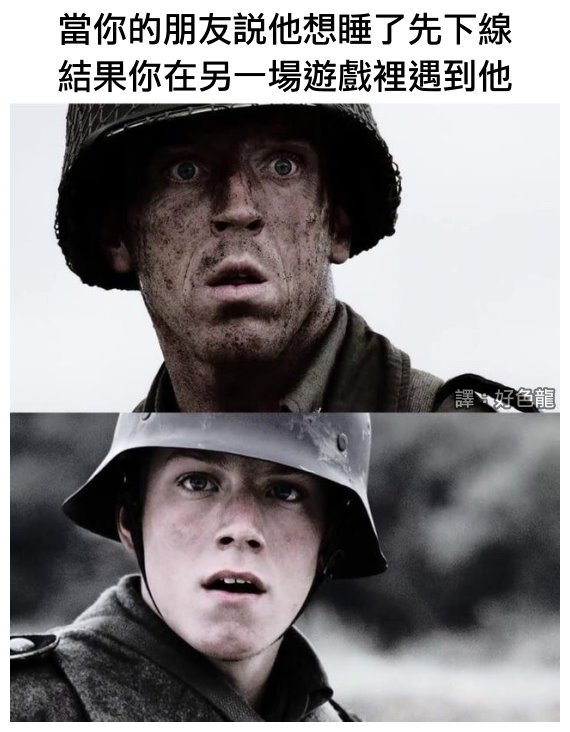 當你的朋友說他想睡了先下線
結果你在另一場遊戲裡遇到他
譯：好色龍